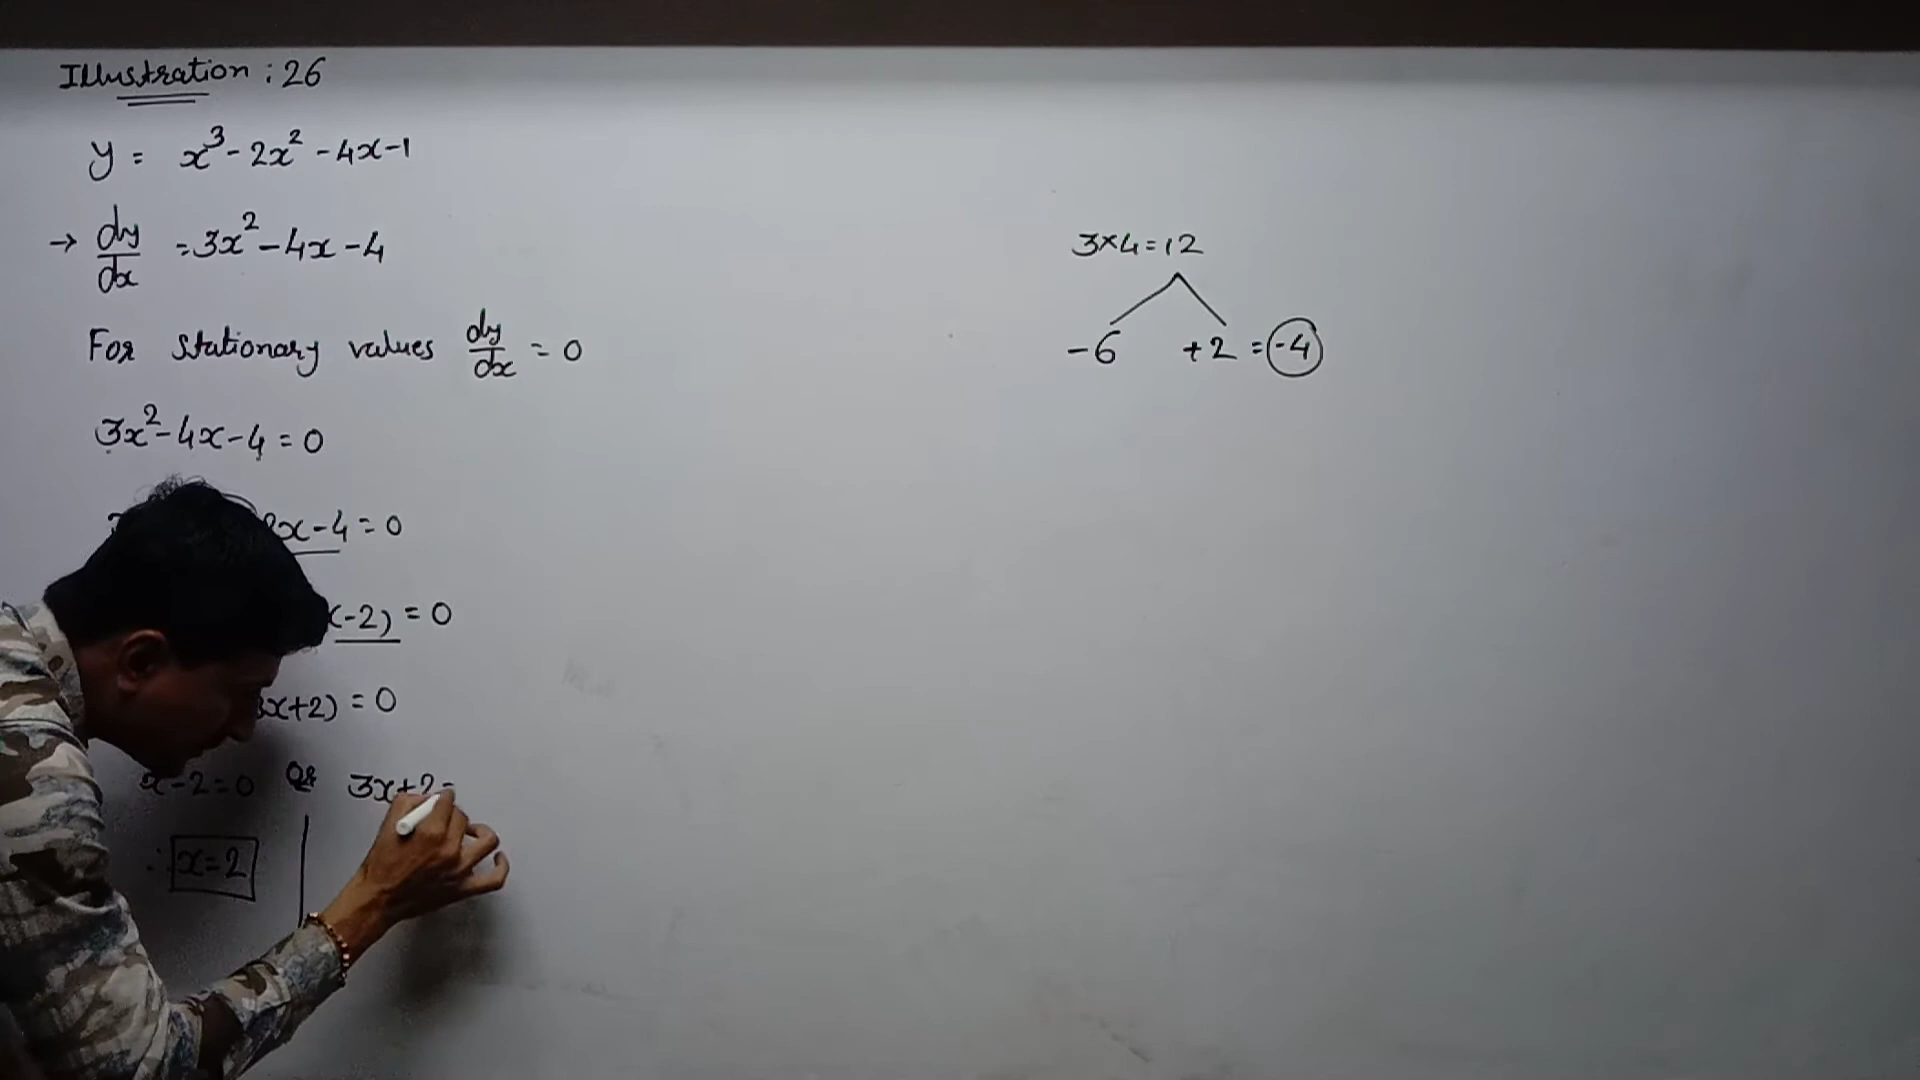 Illustration : 26
y = x³ - 2x² - 4x - 1
→ dy/dx = 3x² - 4x - 4
For stationary values dy/dx = 0
3x² - 4x - 4 = 0
x - 4 = 0
-2) = 0
x+2) = 0
x - 2 = 0 Or 3x+2 =
∴ x = 2
3×4 = 12
-6 +2 = -4